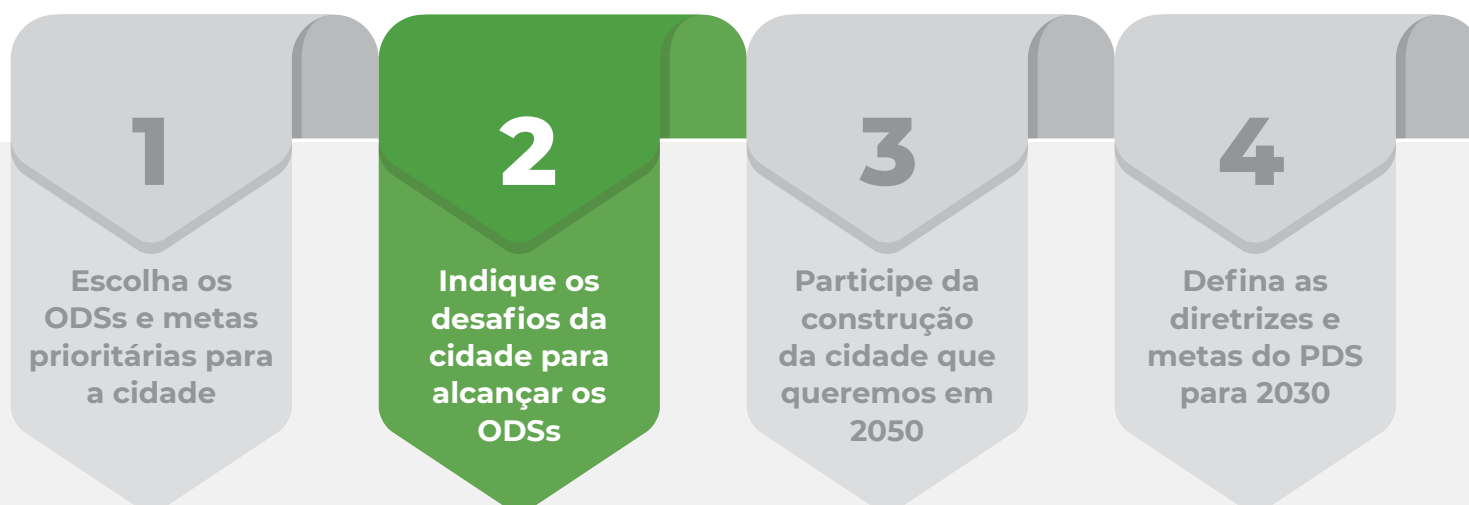 1
Escolha os
ODSs e metas
prioritárias para
a cidade
2
Indique os
desafios da
cidade para
alcançar os
ODSs
3
Participe da
construção
da cidade que
queremos em
2050
4
Defina as
diretrizes e
metas do PDS
para 2030